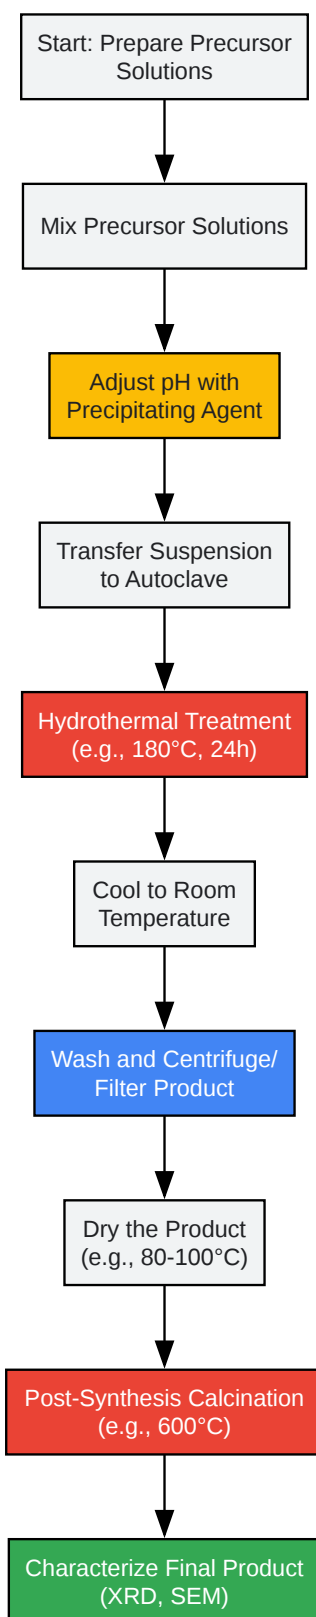 Start: Prepare Precursor
Solutions
Mix Precursor Solutions
Adjust pH with
Precipitating Agent
Transfer Suspension
to Autoclave
Hydrothermal Treatment
(e.g., 180°C, 24h)
Cool to Room
Temperature
Wash and Centrifuge/
Filter Product
Dry the Product
(e.g., 80-100°C)
Post-Synthesis Calcination
(e.g., 600°C)
Characterize Final Product
(XRD, SEM)